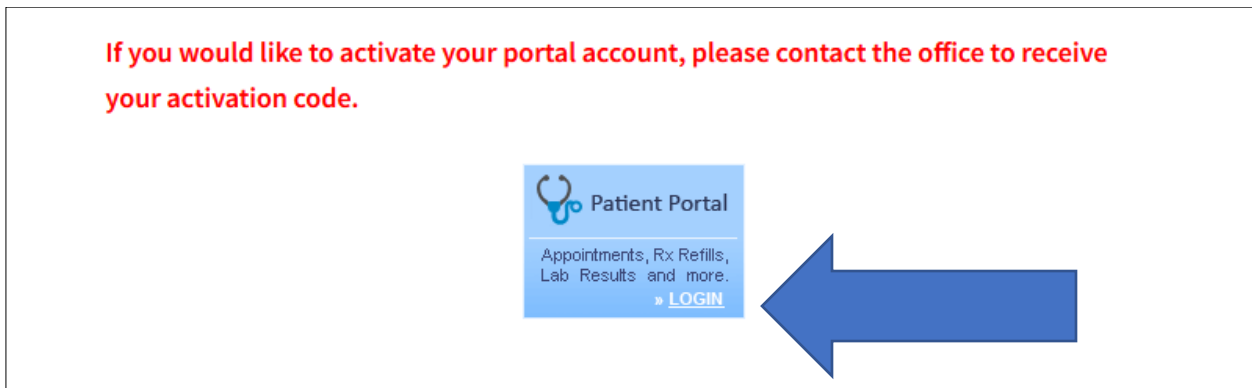 If you would like to activate your portal account, please contact the office to receive
your activation code.
Patient Portal
Appointments, Rx Refills,
Lab Results and more.
» LOGIN